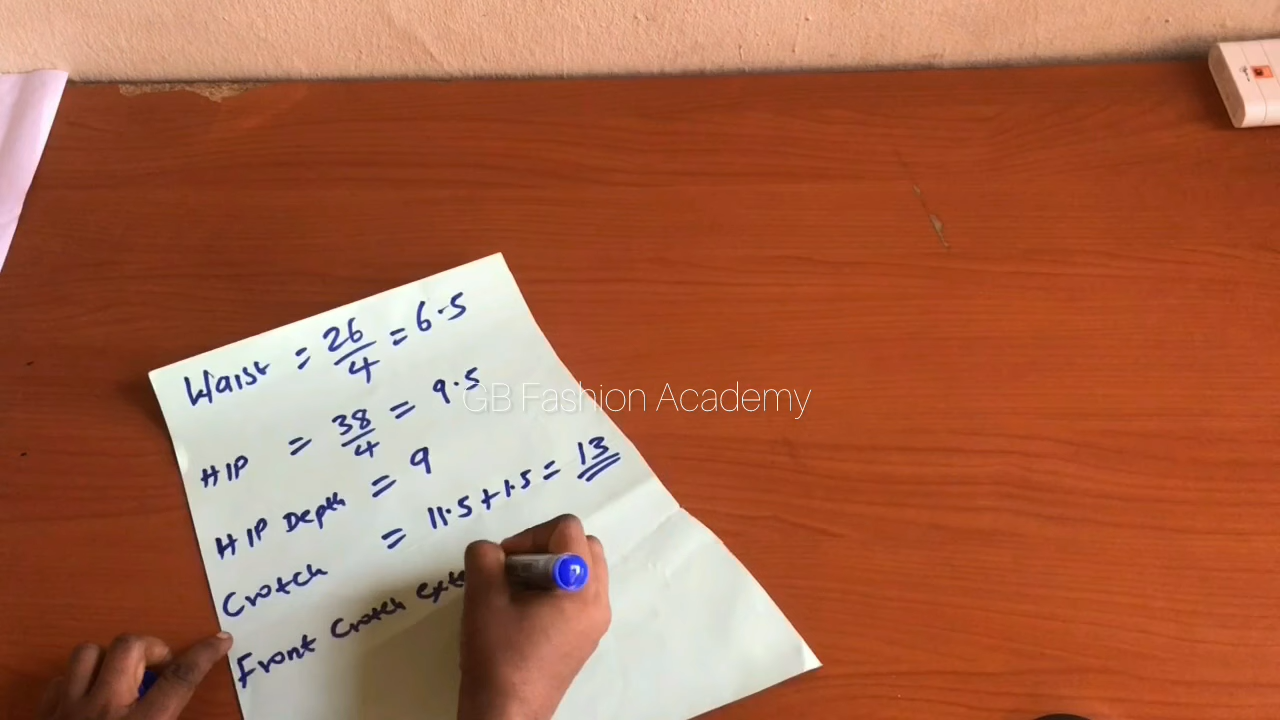 Waist = 26/4 = 6.5
HIP = 38/4 = 9.5
GB Fashion Academy
HIP Depth = 9
Crotch = 11.5 + 1.5 = 13
Front Crotch